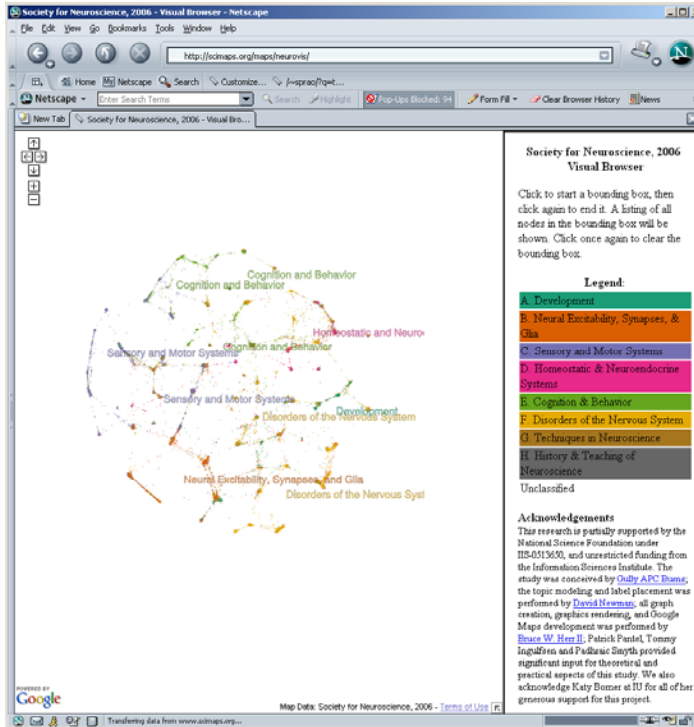 Society for Neuroscience, 2006 - Visual Browser - Netscape
File Edit View Go Bookmarks Tools Window Help
http://scimaps.org/maps/neurovis/
Home Netscape Search Customize...
Netscape Enter Search Terms Search Highlight Pop-Ups Blocked: 94 Form Fill Clear Browser History News
New Tab Society for Neuroscience, 2006 - Visual Bro...
Society for Neuroscience, 2006
Visual Browser
Click to start a bounding box, then
click again to end it. A listing of all
nodes in the bounding box will be
shown. Click once again to clear the
bounding box.
Legend:
A. Development
B. Neural Excitability, Synapses, &
Glia
C. Sensory and Motor Systems
D. Homeostatic & Neuroendocrine
Systems
E. Cognition & Behavior
F. Disorders of the Nervous System
G. Techniques in Neuroscience
H. History & Teaching of
Neuroscience
Unclassified
Acknowledgements
This research is partially supported by the
National Science Foundation under
IIS-0513650, and unrestricted funding from
the Information Sciences Institute. The
study was conceived by Gully APC Burns;
the topic modeling and label placement was
performed by David Newman; all graph
creation, graphics rendering, and Google
Maps development was performed by
Bruce W. Herr II; Patrick Pantel, Tommy
Ingulfsen and Padhraic Smyth provided
significant input for theoretical and
practical aspects of this study. We also
acknowledge Katy Borner at IU for all of her
generous support for this project.
Cognition and Behavior
Cognition and Behavior
Homeostatic and Neuro
Cognition and Behavior
Sensory and Motor Systems
Sensory and Motor Systems
Development
Disorders of the Nervous System
Neural Excitability, Synapses, and Glia
Disorders of the Nervous Syst
POWERED BY
Google
Map Data: Society for Neuroscience, 2006 - Terms of Use
Transferring data from www.scimaps.org...